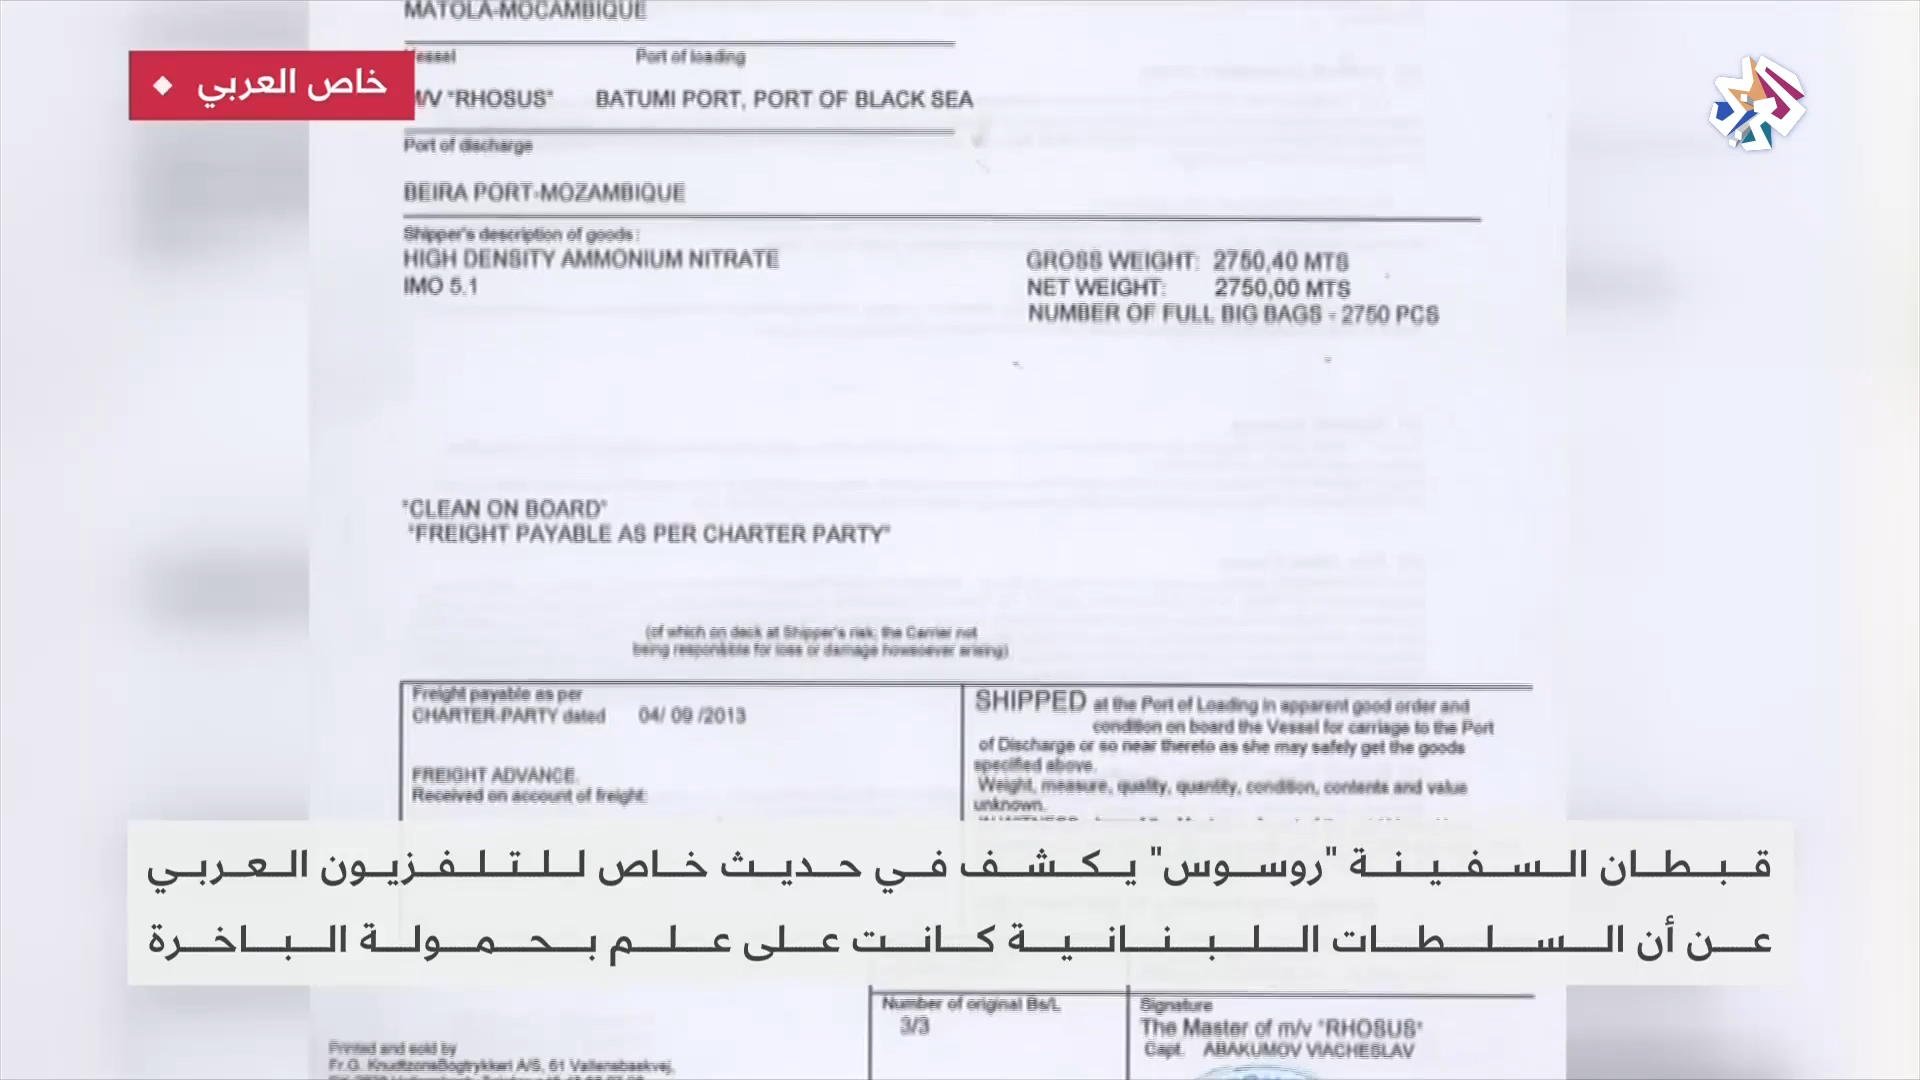 MATOLA-MOCAMBIQUE
خاص العربي
Port of loading
"RHOSUS" BATUMI PORT, PORT OF BLACK SEA
Port of discharge
BEIRA PORT-MOZAMBIQUE
Shipper's description of goods:
HIGH DENSITY AMMONIUM NITRATE
IMO 5.1
GROSS WEIGHT: 2750,40 MTS
NET WEIGHT: 2750,00 MTS
NUMBER OF FULL BIG BAGS - 2750 PCS
"CLEAN ON BOARD"
"FREIGHT PAYABLE AS PER CHARTER PARTY"
(of which on deck at Shipper's risk; the Carrier not
being responsible for loss or damage howsoever arising)
Freight payable as per
CHARTER-PARTY dated 04/ 09 /2013
FREIGHT ADVANCE.
Received on account of freight:
SHIPPED at the Port of Loading in apparent good order and
condition on board the Vessel for carriage to the Port
of Discharge or so near thereto as she may safely get the goods
specified above.
Weight, measure, quality, quantity, condition, contents and value
unknown.
قبطان السفينة "روسوس" يكشف في حديث خاص للتلفزيون العربي
عن أن السلطات اللبنانية كانت على علم بحمولة الباخرة
Number of original Bs/L
3/3
Signature
The Master of m/v "RHOSUS"
Capt. ABAKUMOV VIACHESLAV
Printed and sold by
Fr.G. Knudtzons Bogtrykkeri A/S, 61 Vallensbaekvej,